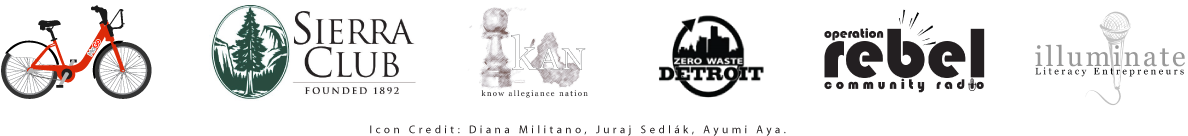 SIERRA
CLUB
FOUNDED 1892
KAN
know allegiance nation
ZERO WASTE
DETROIT
operation
rebel
community radio
illuminate
Literacy Entrepreneurs
Icon Credit: Diana Militano, Juraj Sedlák, Ayumi Aya.